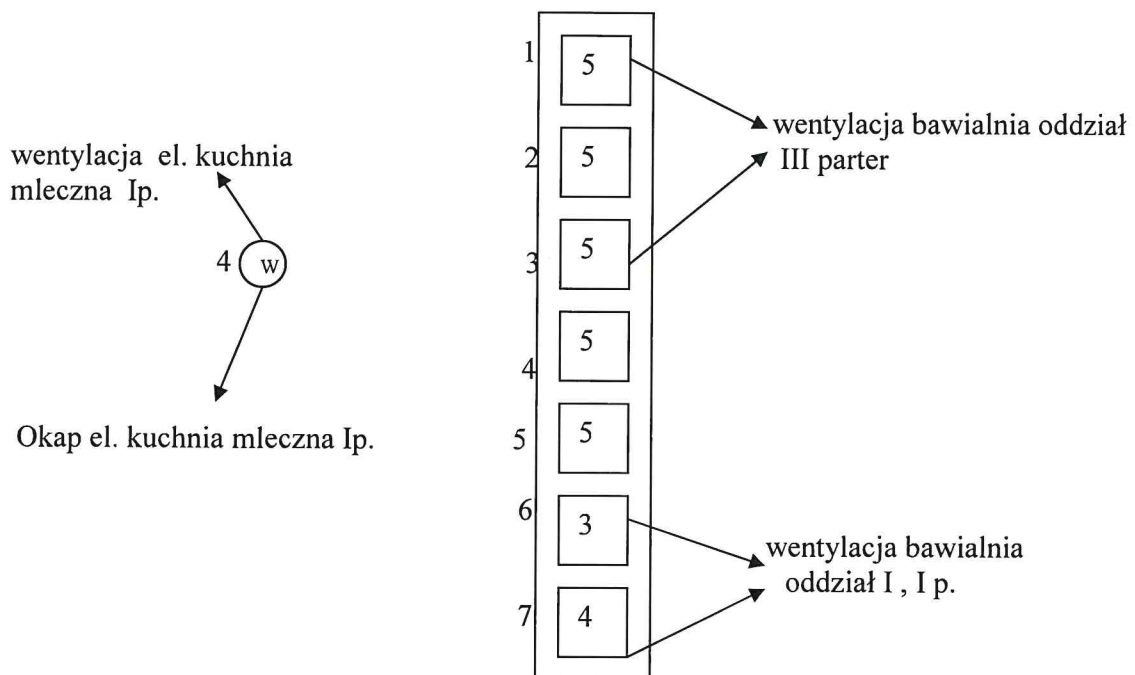 wentylacja el. kuchnia
mleczna Ip.
4 w
Okap el. kuchnia mleczna Ip.
1 5
2 5
3 5
4 5
5 5
6 3
7 4
wentylacja bawialnia oddział
III parter
wentylacja bawialnia
oddział I , I p.